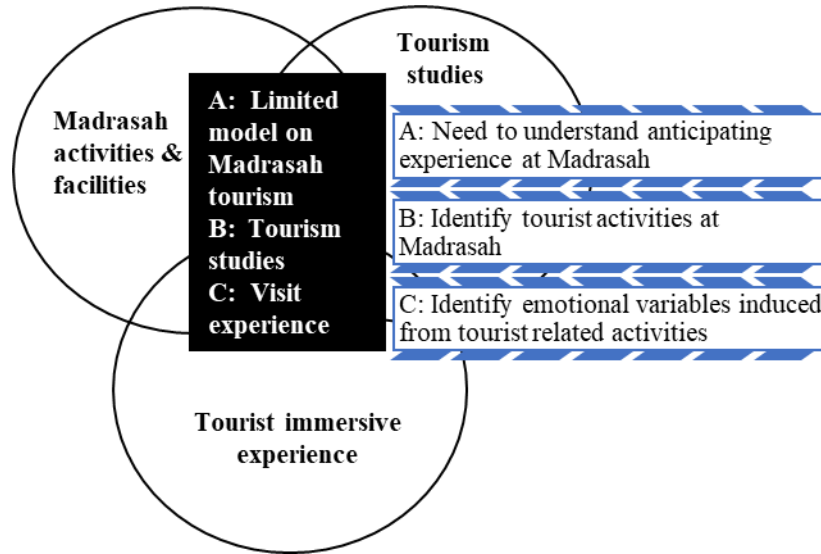 Tourism
studies
Madrasah
activities &
facilities
A: Limited
model on
Madrasah
tourism
B: Tourism
studies
C: Visit
experience
A: Need to understand anticipating
experience at Madrasah
B: Identify tourist activities at
Madrasah
C: Identify emotional variables induced
from tourist related activities
Tourist immersive
experience